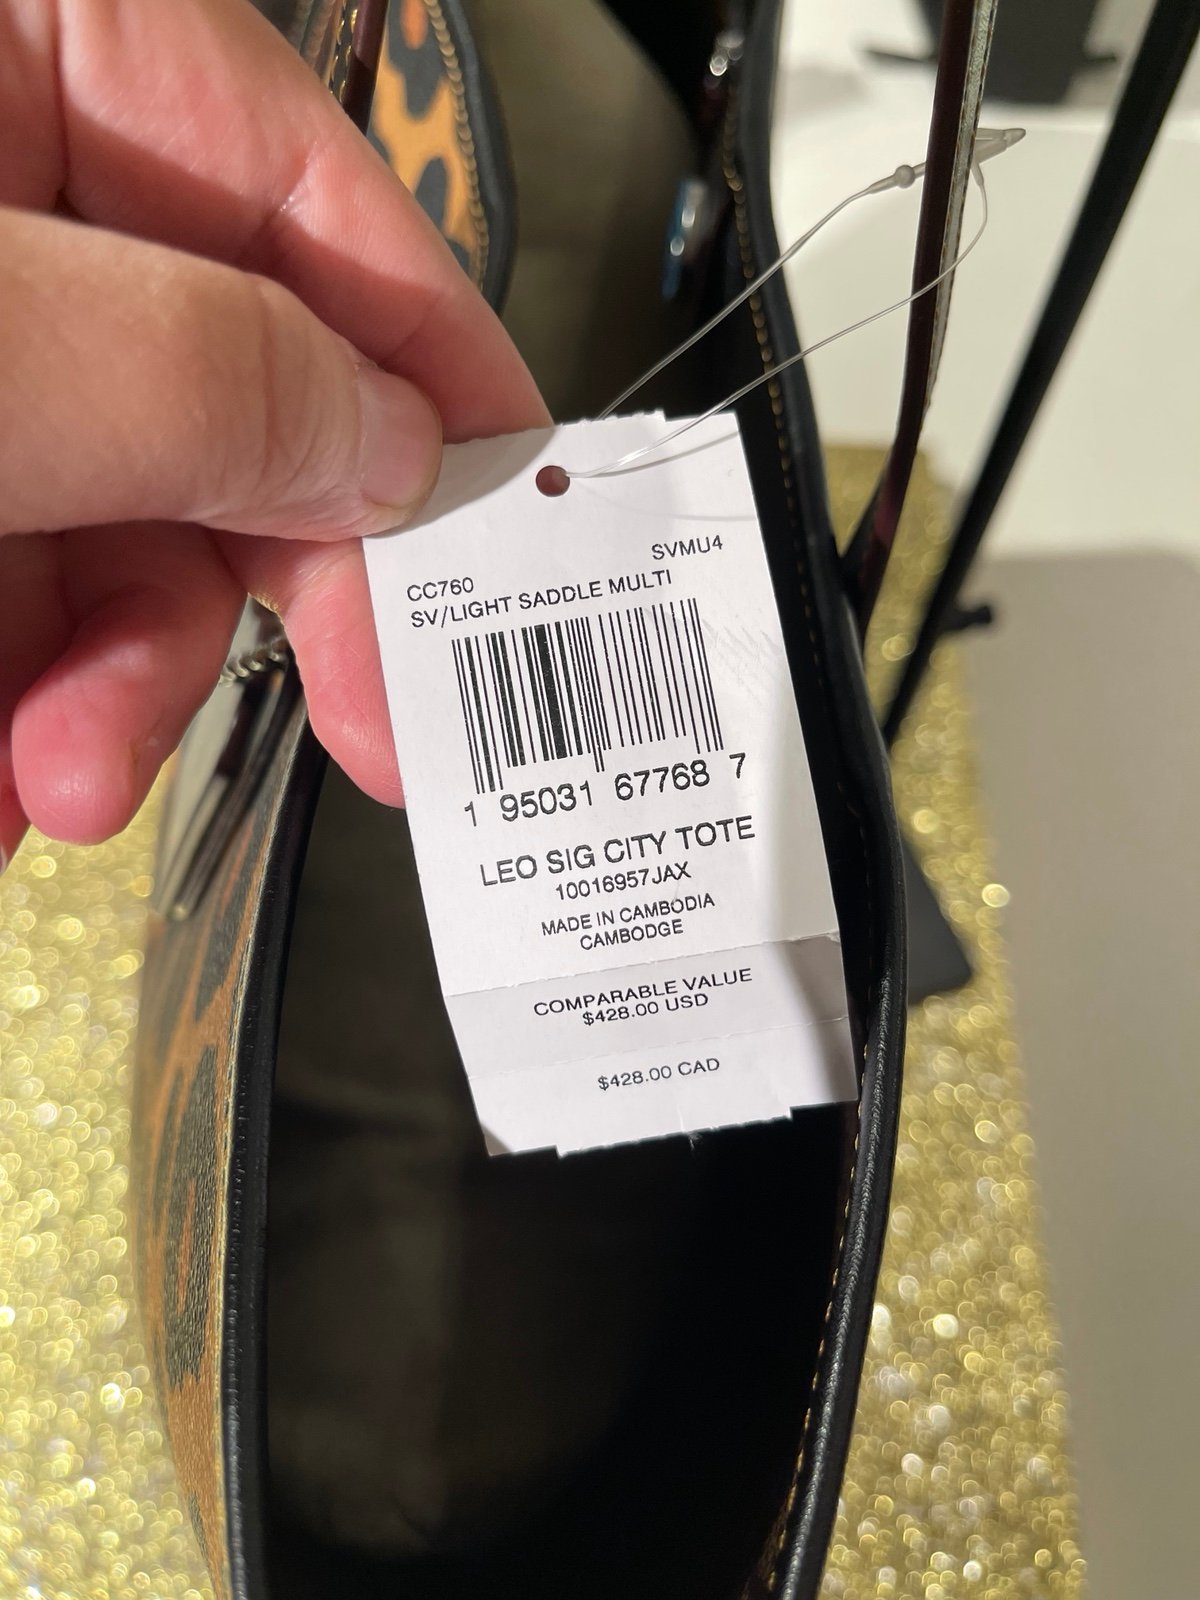 SVMU4
CC760
SV/LIGHT SADDLE MULTI
1 95031 67768 7
LEO SIG CITY TOTE
10016957JAX
MADE IN CAMBODIA
CAMBODGE
COMPARABLE VALUE
$428.00 USD
$428.00 CAD